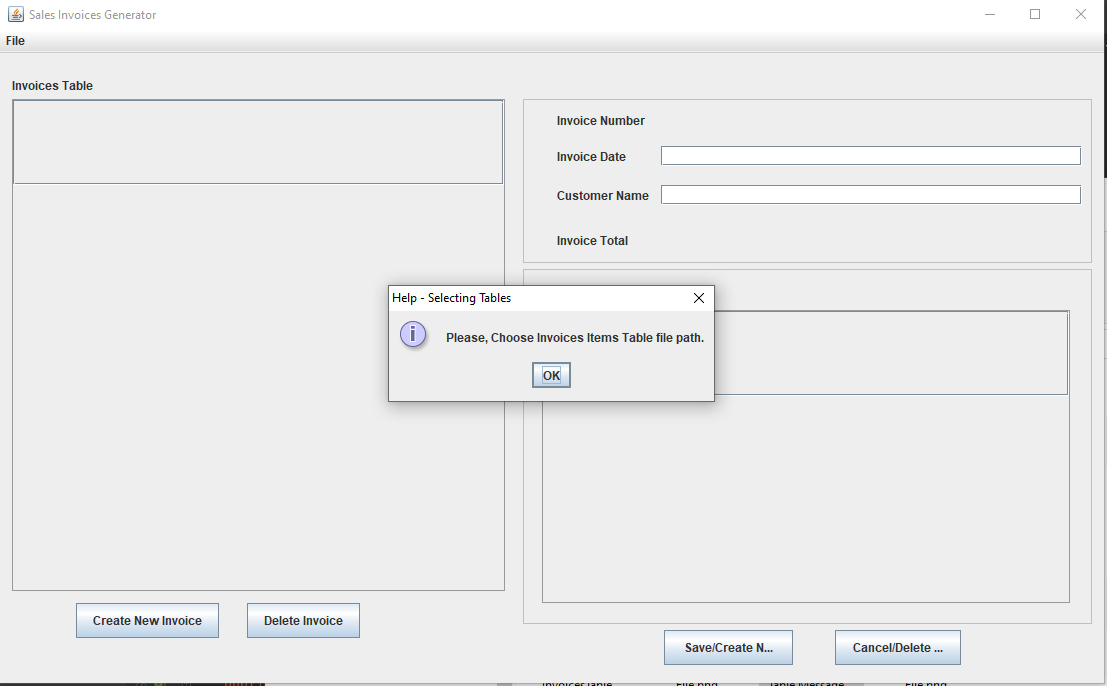 Sales Invoices Generator
File
Invoices Table
Invoice Number
Invoice Date
Customer Name
Invoice Total
Help - Selecting Tables
Please, Choose Invoices Items Table file path.
OK
Create New Invoice
Delete Invoice
Save/Create N...
Cancel/Delete ...